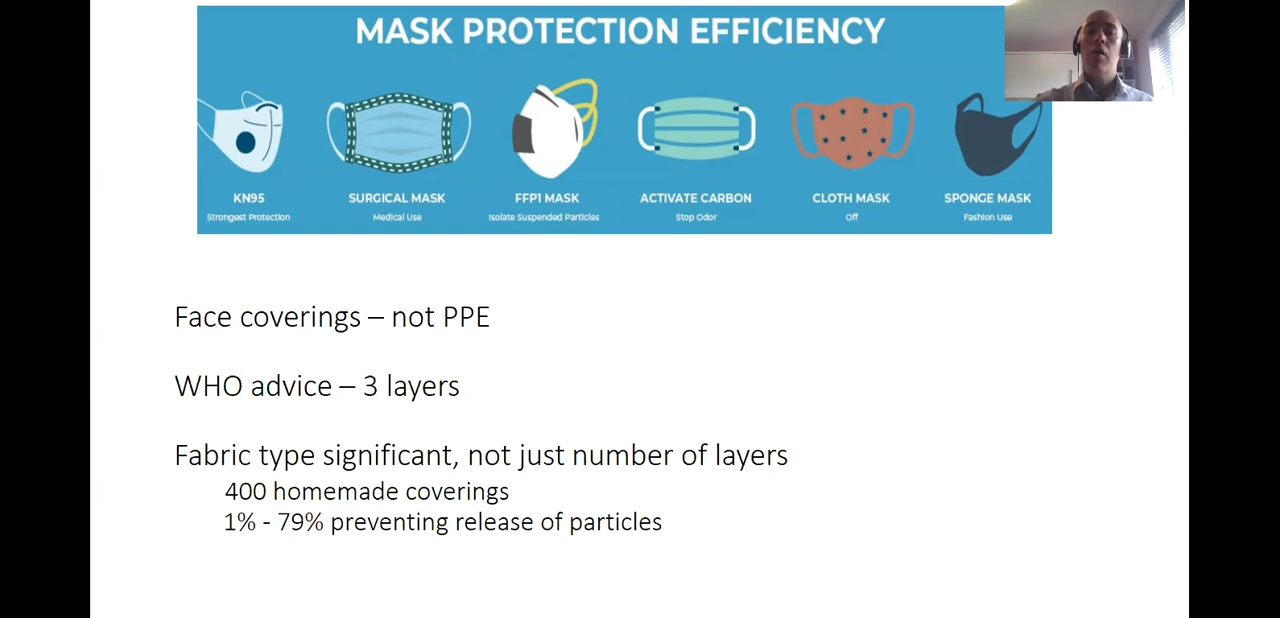 MASK PROTECTION EFFICIENCY
KN95
Strongest Protection
SURGICAL MASK
Medical Use
FFP1 MASK
Isolate Suspended Particles
ACTIVATE CARBON
Stop Odor
CLOTH MASK
Off
SPONGE MASK
Fashion Use
Face coverings – not PPE
WHO advice – 3 layers
Fabric type significant, not just number of layers
400 homemade coverings
1% - 79% preventing release of particles